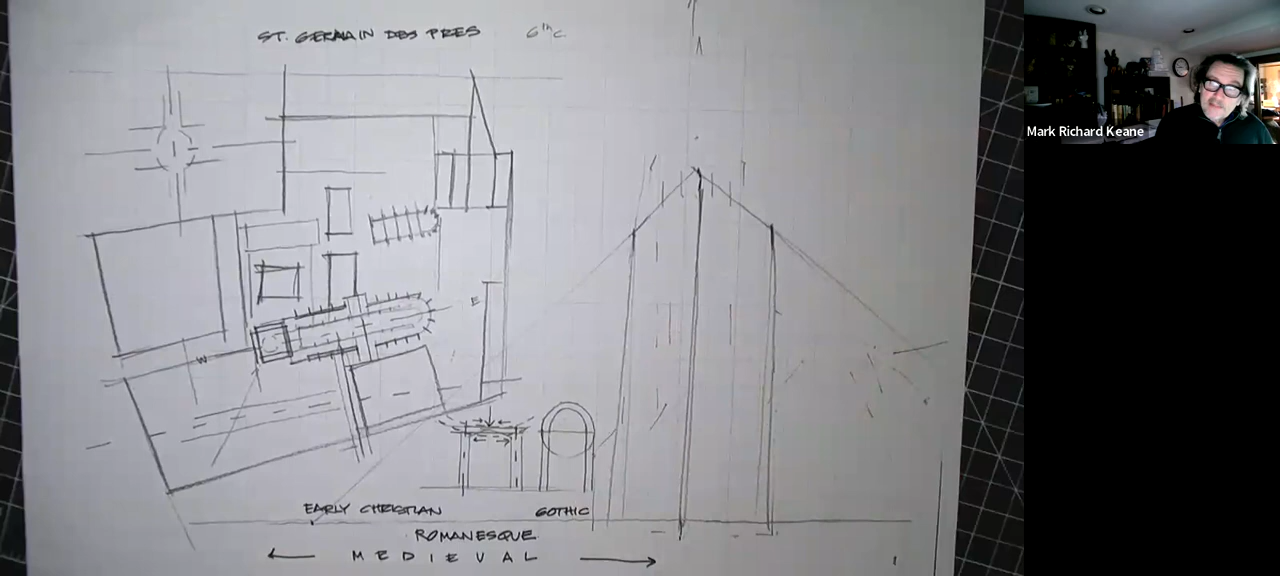 ST. GERMAIN DES PRES 6th C.
Mark Richard Keane
E
W
EARLY CHRISTIAN GOTHIC
ROMANESQUE
MEDIEVAL